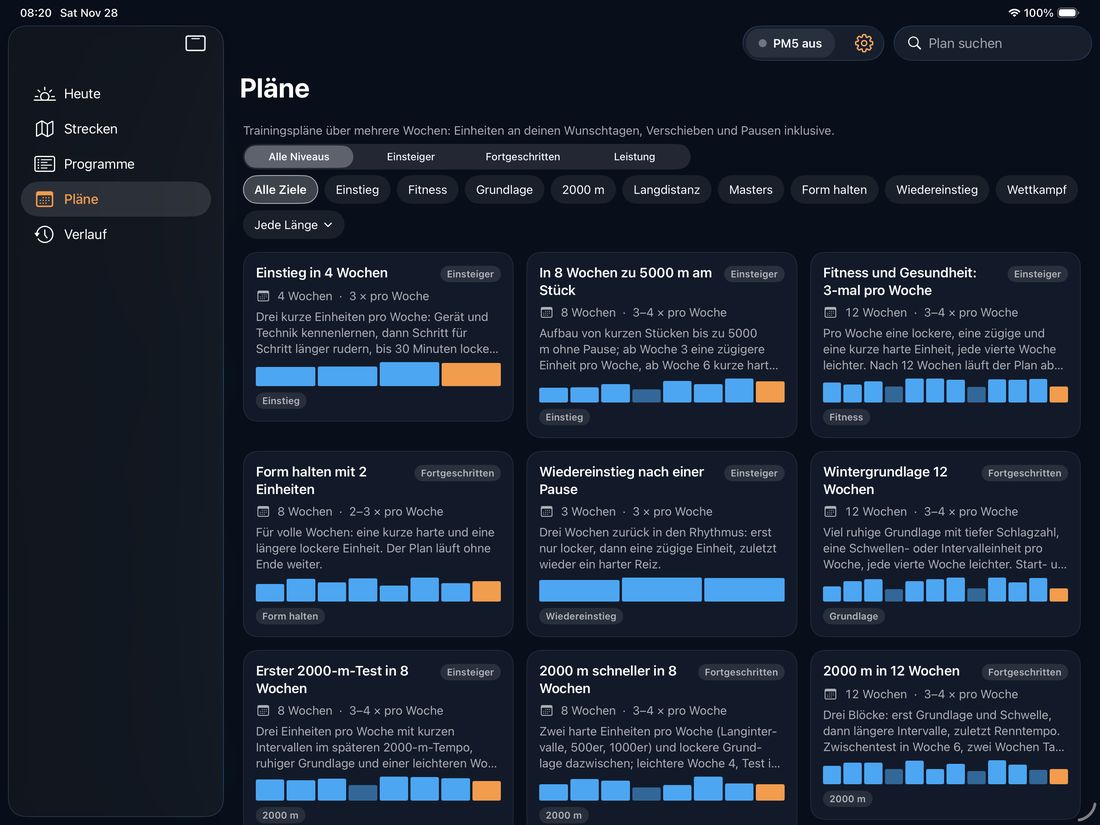 08:20 Sat Nov 28
100%
PM5 aus
Plan suchen
Heute
Strecken
Programme
Pläne
Verlauf
Pläne
Trainingspläne über mehrere Wochen: Einheiten an deinen Wunschtagen, Verschieben und Pausen inklusive.
Alle Niveaus Einsteiger Fortgeschritten Leistung
Alle Ziele Einstieg Fitness Grundlage 2000 m Langdistanz Masters Form halten Wiedereinstieg Wettkampf
Jede Länge
Einstieg in 4 Wochen
Einsteiger
4 Wochen · 3 × pro Woche
Drei kurze Einheiten pro Woche: Gerät und
Technik kennenlernen, dann Schritt für
Schritt länger rudern, bis 30 Minuten locke...
Einstieg
In 8 Wochen zu 5000 m am
Stück
Einsteiger
8 Wochen · 3–4 × pro Woche
Aufbau von kurzen Stücken bis zu 5000
m ohne Pause; ab Woche 3 eine zügigere
Einheit pro Woche, ab Woche 6 kurze hart...
Einstieg
Fitness und Gesundheit:
3-mal pro Woche
Einsteiger
12 Wochen · 3–4 × pro Woche
Pro Woche eine lockere, eine zügige und
eine kurze harte Einheit, jede vierte Woche
leichter. Nach 12 Wochen läuft der Plan ab...
Fitness
Form halten mit 2
Einheiten
Fortgeschritten
8 Wochen · 2–3 × pro Woche
Für volle Wochen: eine kurze harte und eine
längere lockere Einheit. Der Plan läuft ohne
Ende weiter.
Form halten
Wiedereinstieg nach einer
Pause
Einsteiger
3 Wochen · 3 × pro Woche
Drei Wochen zurück in den Rhythmus: erst
nur locker, dann eine zügige Einheit, zuletzt
wieder ein harter Reiz.
Wiedereinstieg
Wintergrundlage 12
Wochen
Fortgeschritten
12 Wochen · 3–4 × pro Woche
Viel ruhige Grundlage mit tiefer Schlagzahl,
eine Schwellen- oder Intervalleinheit pro
Woche, jede vierte Woche leichter. Start- u...
Grundlage
Erster 2000-m-Test in 8
Wochen
Einsteiger
8 Wochen · 3–4 × pro Woche
Drei Einheiten pro Woche mit kurzen
Intervallen im späteren 2000-m-Tempo,
ruhiger Grundlage und einer leichteren Wo...
2000 m
2000 m schneller in 8
Wochen
Fortgeschritten
8 Wochen · 3–4 × pro Woche
Zwei harte Einheiten pro Woche (Langinter-
valle, 500er, 1000er) und lockere Grund-
lage dazwischen; leichtere Woche 4, Test i...
2000 m
2000 m in 12 Wochen
Fortgeschritten
12 Wochen · 3–4 × pro Woche
Drei Blöcke: erst Grundlage und Schwelle,
dann längere Intervalle, zuletzt Renntempo.
Zwischentest in Woche 6, zwei Wochen Ta...
2000 m